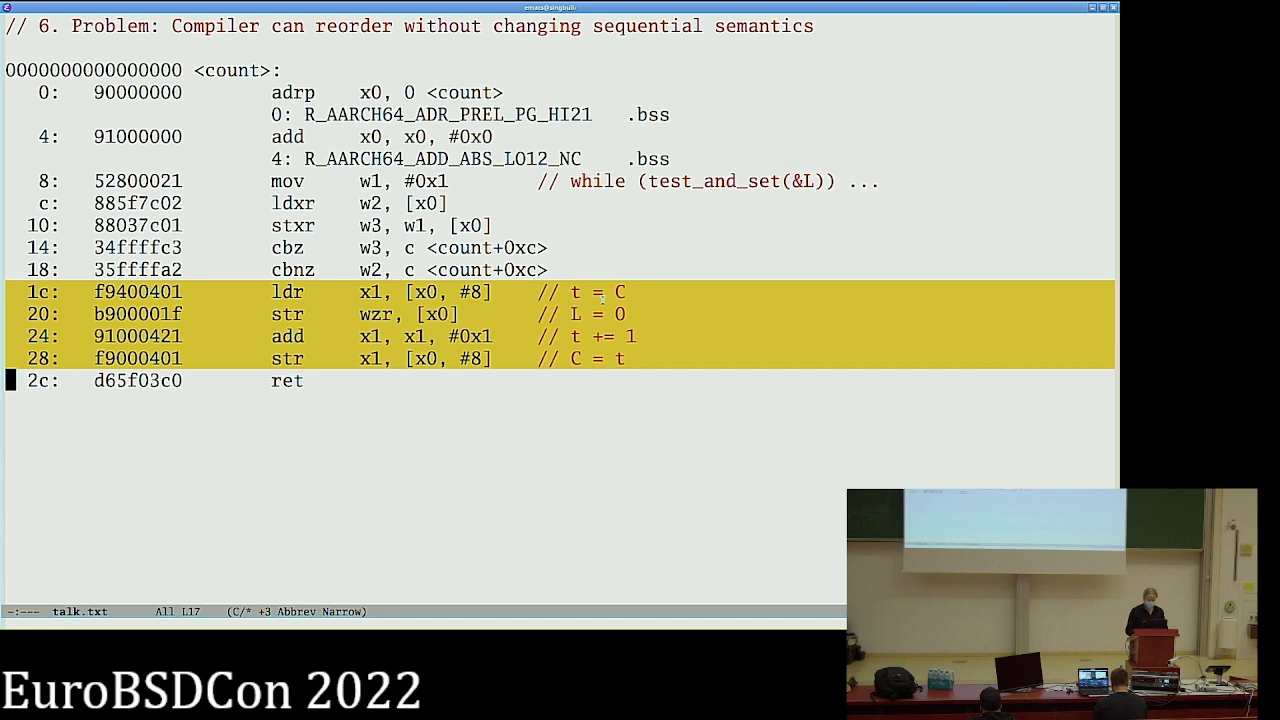 emacs@singbulli
// 6. Problem: Compiler can reorder without changing sequential semantics
0000000000000000 <count>:
0: 90000000 adrp x0, 0 <count>
0: R_AARCH64_ADR_PREL_PG_HI21 .bss
4: 91000000 add x0, x0, #0x0
4: R_AARCH64_ADD_ABS_LO12_NC .bss
8: 52800021 mov w1, #0x1 // while (test_and_set(&L)) ...
c: 885f7c02 ldxr w2, [x0]
10: 88037c01 stxr w3, w1, [x0]
14: 34ffffc3 cbz w3, c <count+0xc>
18: 35ffffa2 cbnz w2, c <count+0xc>
1c: f9400401 ldr x1, [x0, #8] // t = C
20: b900001f str wzr, [x0] // L = 0
24: 91000421 add x1, x1, #0x1 // t += 1
28: f9000401 str x1, [x0, #8] // C = t
2c: d65f03c0 ret
-:--- talk.txt All L17 (C/* +3 Abbrev Narrow)
EuroBSDCon 2022